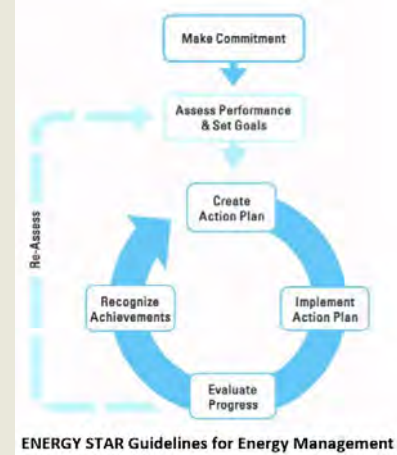 Make Commitment
Assess Performance
& Set Goals
Create
Action Plan
Re-Assess
Recognize
Achievements
Implement
Action Plan
Evaluate
Progress
ENERGY STAR Guidelines for Energy Management